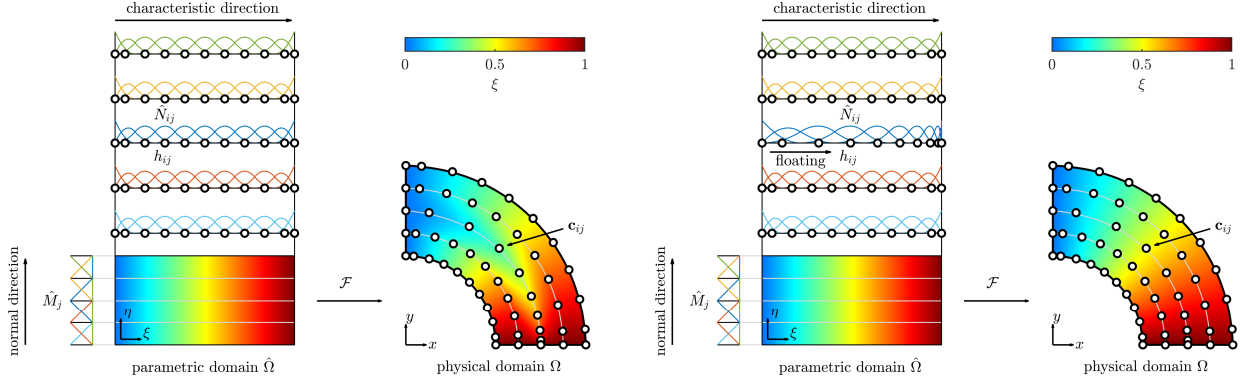 characteristic direction
0 0.5 1
ξ
N̂ᵢⱼ
hᵢⱼ
cᵢⱼ
normal direction
M̂ⱼ
η
ξ
ℱ
y
x
parametric domain Ω̂
physical domain Ω
characteristic direction
0 0.5 1
ξ
N̂ᵢⱼ
floating hᵢⱼ
cᵢⱼ
normal direction
M̂ⱼ
η
ξ
ℱ
y
x
parametric domain Ω̂
physical domain Ω